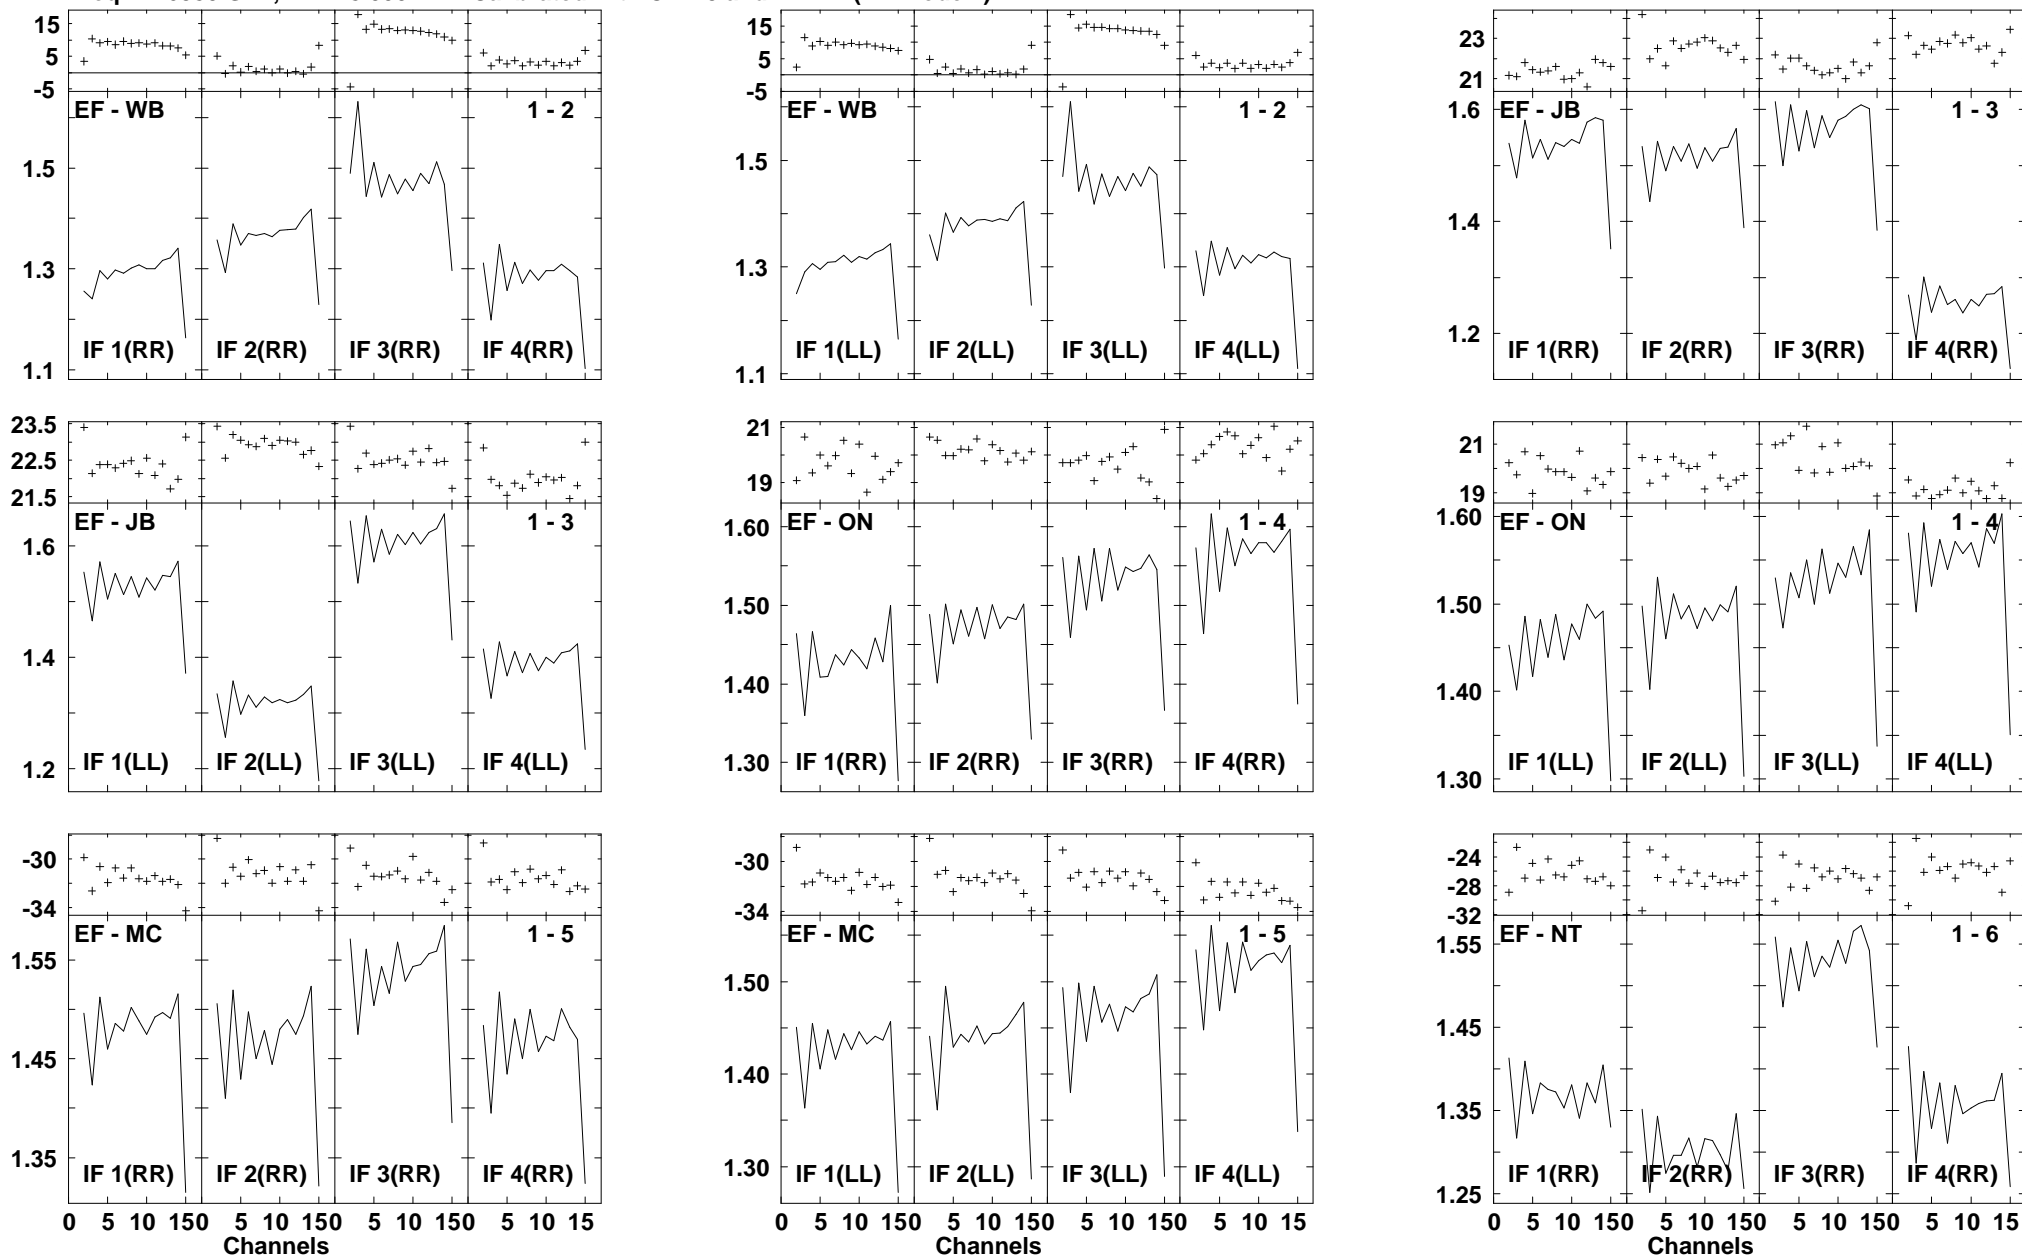 15
5
-5
EF - WB
1 - 2
1.5
1.3
1.1
IF 1(RR)
IF 2(RR)
IF 3(RR)
IF 4(RR)
15
5
-5
EF - WB
1 - 2
1.5
1.3
1.1
IF 1(LL)
IF 2(LL)
IF 3(LL)
IF 4(LL)
23
21
EF - JB
1 - 3
1.6
1.4
1.2
IF 1(RR)
IF 2(RR)
IF 3(RR)
IF 4(RR)
23.5
22.5
21.5
EF - JB
1 - 3
1.6
1.4
1.2
IF 1(LL)
IF 2(LL)
IF 3(LL)
IF 4(LL)
21
19
EF - ON
1 - 4
1.60
1.50
1.40
1.30
IF 1(RR)
IF 2(RR)
IF 3(RR)
IF 4(RR)
21
19
EF - ON
1 - 4
1.60
1.50
1.40
1.30
IF 1(LL)
IF 2(LL)
IF 3(LL)
IF 4(LL)
-30
-34
EF - MC
1 - 5
1.55
1.45
1.35
IF 1(RR)
IF 2(RR)
IF 3(RR)
IF 4(RR)
0 5 10 150 5 10 150 5 10 150 5 10 15
Channels
-30
-34
EF - MC
1 - 5
1.50
1.40
1.30
IF 1(LL)
IF 2(LL)
IF 3(LL)
IF 4(LL)
0 5 10 150 5 10 150 5 10 150 5 10 15
Channels
-24
-28
-32
EF - NT
1 - 6
1.55
1.45
1.35
1.25
IF 1(RR)
IF 2(RR)
IF 3(RR)
IF 4(RR)
0 5 10 150 5 10 150 5 10 150 5 10 15
Channels